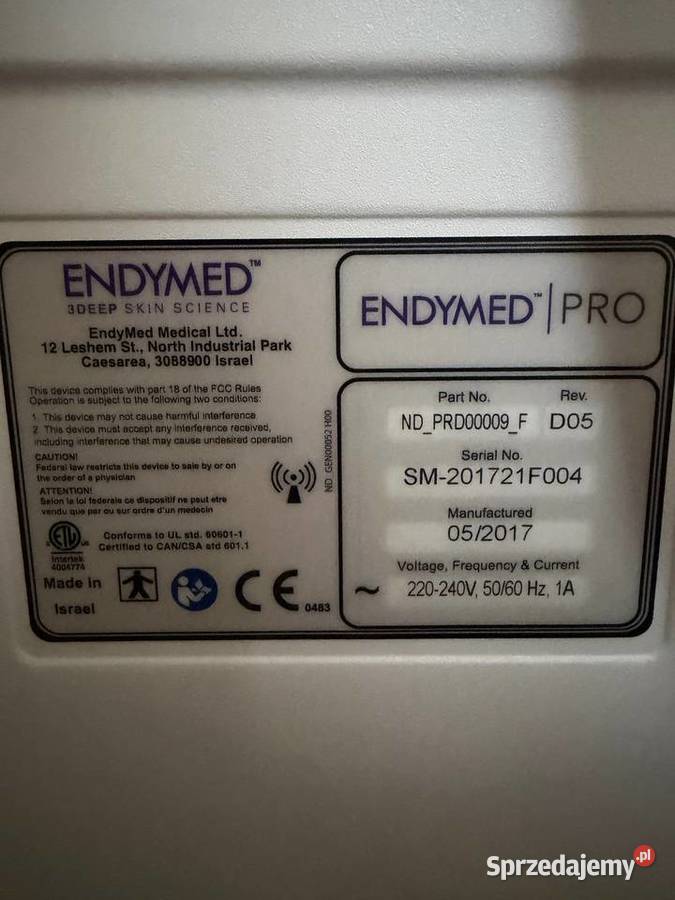 ENDYMED™
3DEEP SKIN SCIENCE
EndyMed Medical Ltd.
12 Leshem St., North Industrial Park
Caesarea, 3088900 Israel
This device complies with part 18 of the FCC Rules
Operation is subject to the following two conditions:
1. This device may not cause harmful interference
2. This device must accept any interference received,
including interference that may cause undesired operation
CAUTION!
Federal law restricts this device to sale by or on
the order of a physician
ATTENTION!
Selon la loi federale ce dispositif ne peut etre
vendu que par ou sur ordre d'un medecin
ND_GEN00052 H00
ETL
US
Intertek
4004774
Conforms to UL std. 60601-1
Certified to CAN/CSA std 601.1
Made in
Israel
CE 0483
ENDYMED™|PRO
Part No. Rev.
ND_PRD00009_F D05
Serial No.
SM-201721F004
Manufactured
05/2017
Voltage, Frequency & Current
~ 220-240V, 50/60 Hz, 1A
Sprzedajemy.pl